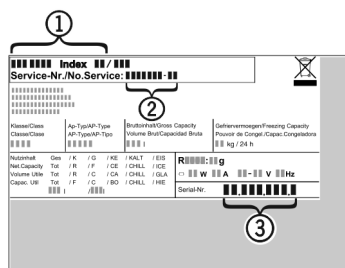 1
Index /
Service-Nr./No.Service: -
2
Klasse/Class Ap-Typ/AP-Type Bruttoinhalt/Gross Capacity Gefriervermoegen/Freezing Capacity
Classe/Clase AP-Type/AP-Tipo Volume Brut/Capacidad Bruta Pouvoir de Congel./Capac.Congeladora
l kg / 24 h
Nutzinhalt Ges / K / G / KE / KALT / EIS
Net.Capacity Tot / R / F / CE / CHILL / ICE
Volume Utile Tot / R / C / CA / CHILL / GLA
Capac. Util Tot / F / C / BO / CHILL / HIE
l / l
R : g
W A - V Hz
Serial-Nr. . . .
3